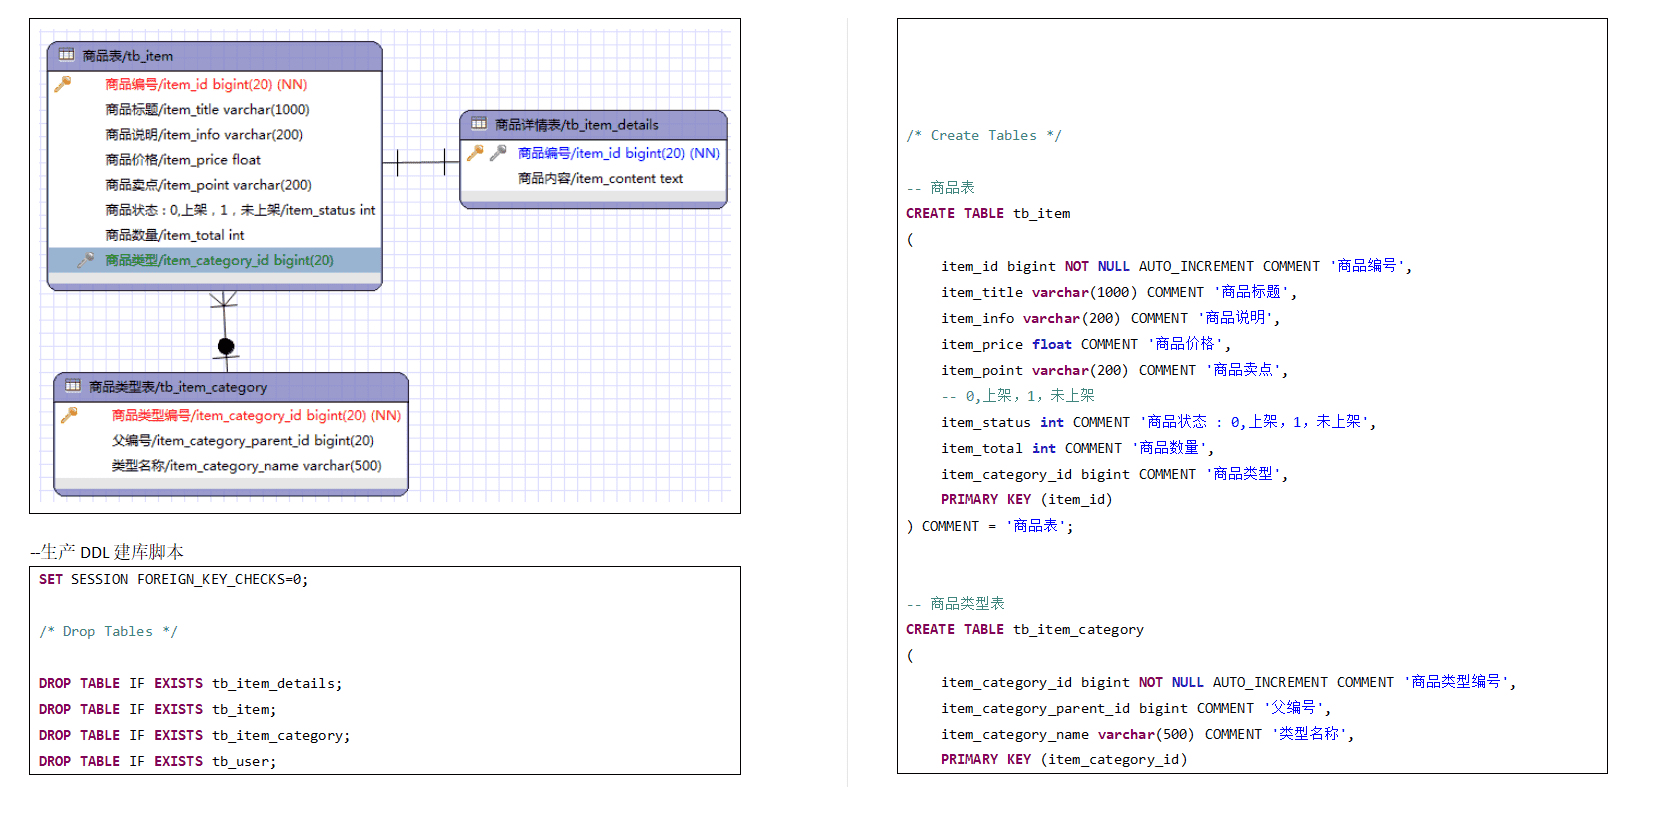 商品表/tb_item
商品编号/item_id bigint(20) (NN)
商品标题/item_title varchar(1000)
商品说明/item_info varchar(200)
商品价格/item_price float
商品卖点/item_point varchar(200)
商品状态：0,上架，1，未上架/item_status int
商品数量/item_total int
商品类型/item_category_id bigint(20)
商品详情表/tb_item_details
商品编号/item_id bigint(20) (NN)
商品内容/item_content text
商品类型表/tb_item_category
商品类型编号/item_category_id bigint(20) (NN)
父编号/item_category_parent_id bigint(20)
类型名称/item_category_name varchar(500)
--生产 DDL 建库脚本
SET SESSION FOREIGN_KEY_CHECKS=0;
/* Drop Tables */
DROP TABLE IF EXISTS tb_item_details;
DROP TABLE IF EXISTS tb_item;
DROP TABLE IF EXISTS tb_item_category;
DROP TABLE IF EXISTS tb_user;
/* Create Tables */
-- 商品表
CREATE TABLE tb_item
(
item_id bigint NOT NULL AUTO_INCREMENT COMMENT '商品编号',
item_title varchar(1000) COMMENT '商品标题',
item_info varchar(200) COMMENT '商品说明',
item_price float COMMENT '商品价格',
item_point varchar(200) COMMENT '商品卖点',
-- 0,上架，1，未上架
item_status int COMMENT '商品状态 : 0,上架，1，未上架',
item_total int COMMENT '商品数量',
item_category_id bigint COMMENT '商品类型',
PRIMARY KEY (item_id)
) COMMENT = '商品表';
-- 商品类型表
CREATE TABLE tb_item_category
(
item_category_id bigint NOT NULL AUTO_INCREMENT COMMENT '商品类型编号',
item_category_parent_id bigint COMMENT '父编号',
item_category_name varchar(500) COMMENT '类型名称',
PRIMARY KEY (item_category_id)